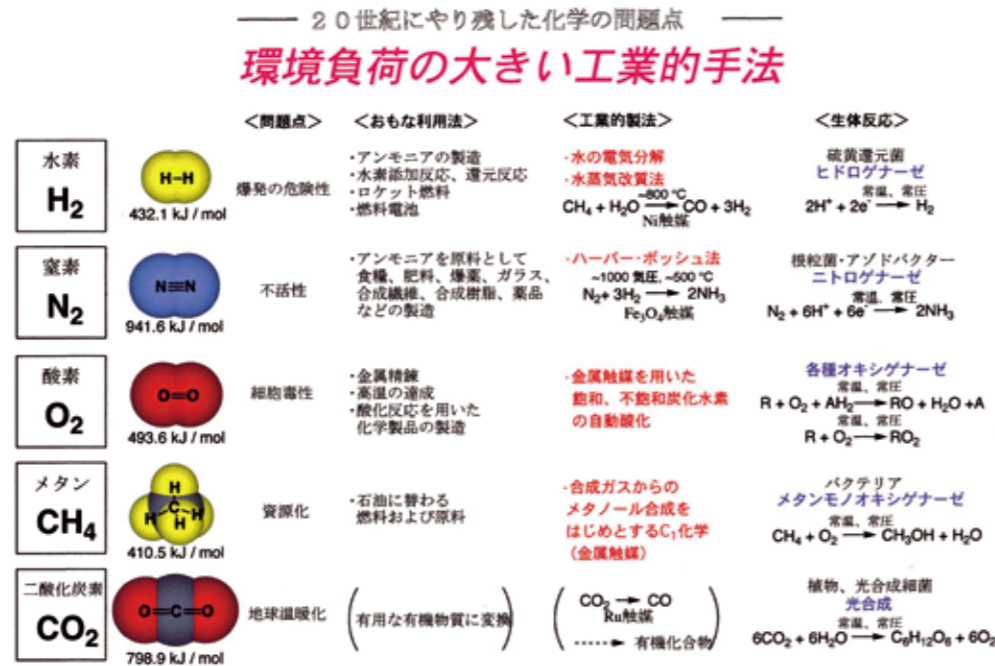 20世紀にやり残した化学の問題点
環境負荷の大きい工業的手法
＜問題点＞ ＜おもな利用法＞ ＜工業的製法＞ ＜生体反応＞
水素
H₂
H−H
432.1 kJ / mol
爆発の危険性
・アンモニアの製造
・水素添加反応、還元反応
・ロケット燃料
・燃料電池
・水の電気分解
・水蒸気改質法
~800 °C
CH₄ + H₂O → CO + 3H₂
Ni触媒
硫黄還元菌
ヒドロゲナーゼ
常温、常圧
2H⁺ + 2e⁻ → H₂
窒素
N₂
N≡N
941.6 kJ / mol
不活性
・アンモニアを原料として
食糧、肥料、爆薬、ガラス、
合成繊維、合成樹脂、薬品
などの製造
・ハーバー・ボッシュ法
~1000 気圧, ~500 °C
N₂ + 3H₂ → 2NH₃
Fe₃O₄触媒
根粒菌・アゾドバクター
ニトロゲナーゼ
常温、常圧
N₂ + 6H⁺ + 6e⁻ → 2NH₃
酸素
O₂
O=O
493.6 kJ / mol
細胞毒性
・金属精錬
・高温の達成
・酸化反応を用いた
化学製品の製造
・金属触媒を用いた
飽和、不飽和炭化水素
の自動酸化
各種オキシゲナーゼ
常温、常圧
R + O₂ + AH₂ → RO + H₂O +A
常温、常圧
R + O₂ → RO₂
メタン
CH₄
H
C
H H H
410.5 kJ / mol
資源化
・石油に替わる
燃料および原料
・合成ガスからの
メタノール合成を
はじめとするC₁化学
（金属触媒）
バクテリア
メタンモノオキシゲナーゼ
常温、常圧
CH₄ + O₂ → CH₃OH + H₂O
二酸化炭素
CO₂
O=C=O
798.9 kJ / mol
地球温暖化
（有用な有機物質に変換）
CO₂ → CO
Ru触媒
┈→ 有機化合物
植物、光合成細菌
光合成
常温、常圧
6CO₂ + 6H₂O → C₆H₁₂O₆ + 6O₂